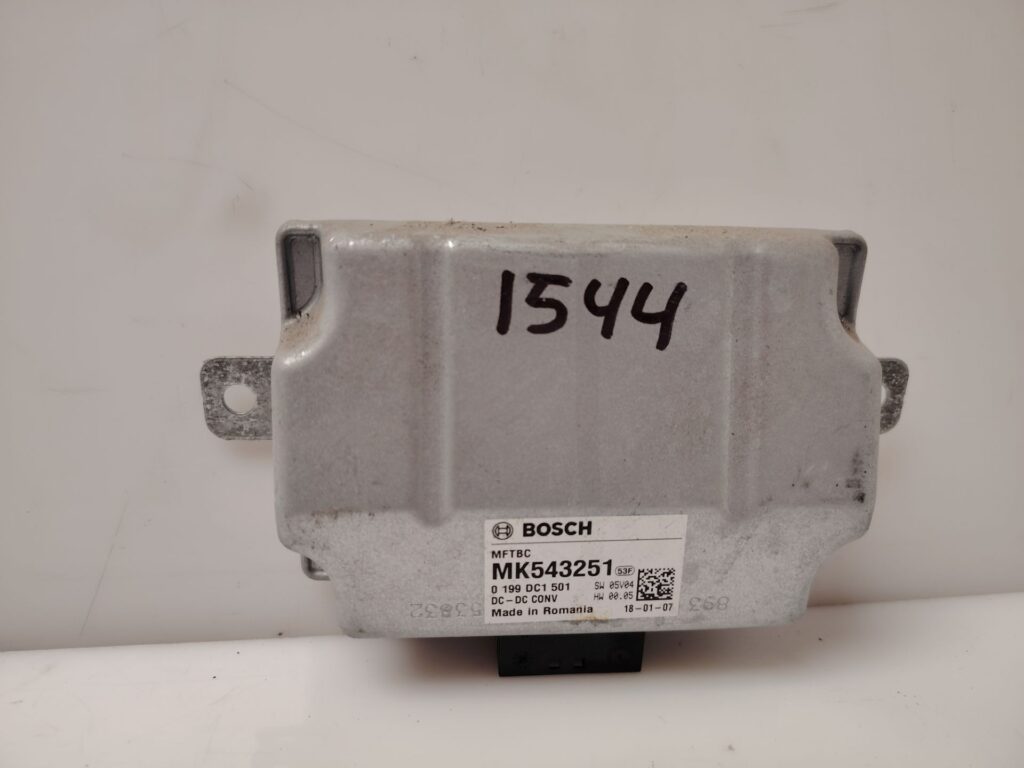 1544
BOSCH
MFTBC
MK543251 53F
0 199 DC1 501 SW 05V04
DC-DC CONV HW 00.05
Made in Romania 18-01-07
893